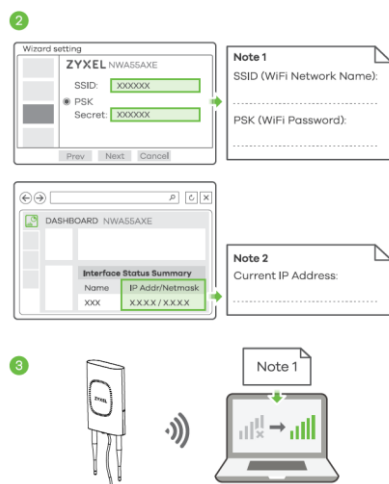 2
Wizard setting
ZYXEL NWA55AXE
SSID: XXXXXX
PSK
Secret: XXXXXX
Prev Next Cancel
Note 1
SSID (WiFi Network Name):
PSK (WiFi Password):
DASHBOARD NWA55AXE
Interface Status Summary
Name IP Addr/Netmask
XXX X.X.X.X / X.X.X.X
Note 2
Current IP Address:
3
ZYXEL
Note 1